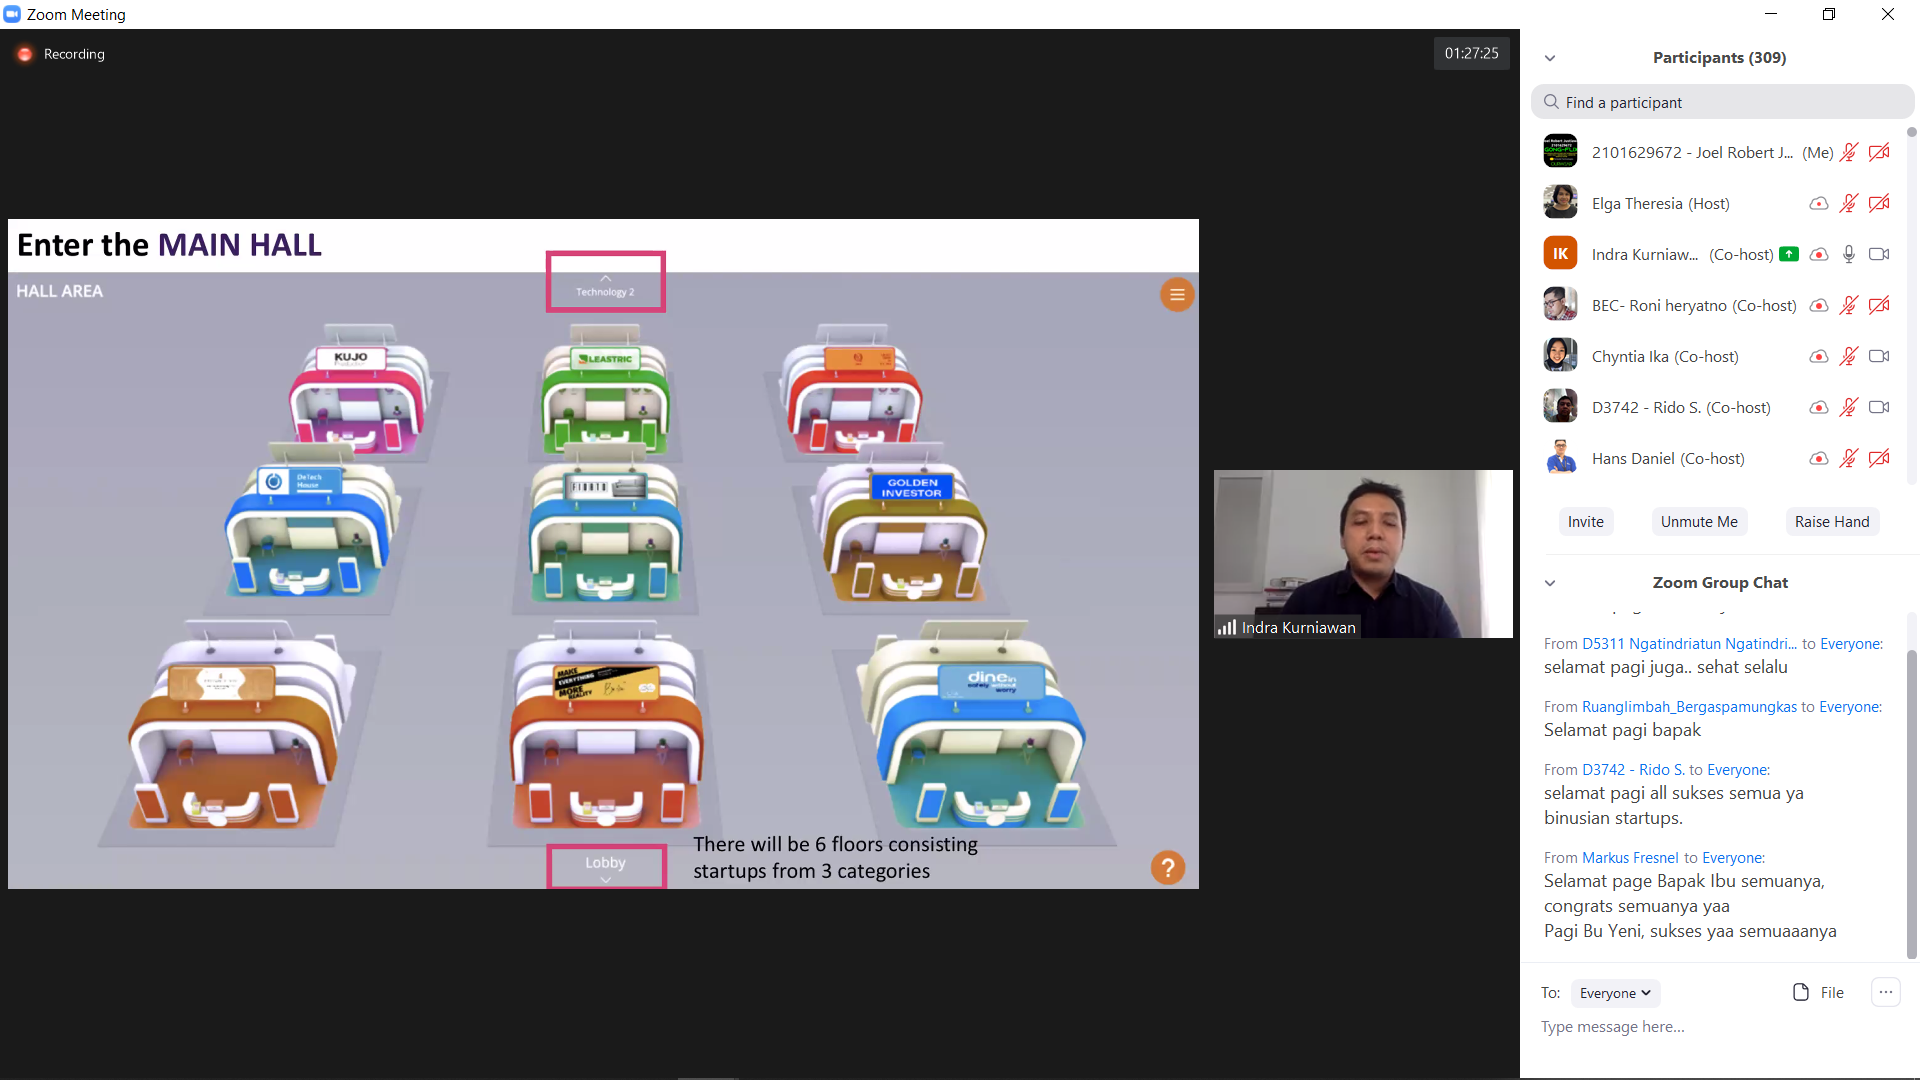 Zoom Meeting
Recording
01:27:25
Enter the MAIN HALL
HALL AREA
Technology 2
KUJO
LEASTRIC
DeTech
House
GOLDEN
INVESTOR
MAKE
EVERYTHING
MORE
REALITY
dine in
safely without
worry
Lobby
There will be 6 floors consisting
startups from 3 categories
?
Indra Kurniawan
Participants (309)
Find a participant
2101629672 - Joel Robert J... (Me)
Elga Theresia (Host)
IK
Indra Kurniaw... (Co-host)
BEC- Roni heryatno (Co-host)
Chyntia Ika (Co-host)
D3742 - Rido S. (Co-host)
Hans Daniel (Co-host)
Invite
Unmute Me
Raise Hand
Zoom Group Chat
From D5311 Ngatindriatun Ngatindri... to Everyone:
selamat pagi juga.. sehat selalu
From Ruanglimbah_Bergaspamungkas to Everyone:
Selamat pagi bapak
From D3742 - Rido S. to Everyone:
selamat pagi all sukses semua ya
binusian startups.
From Markus Fresnel to Everyone:
Selamat page Bapak Ibu semuanya,
congrats semuanya yaa
Pagi Bu Yeni, sukses yaa semuaaanya
To: Everyone
File
...
Type message here...